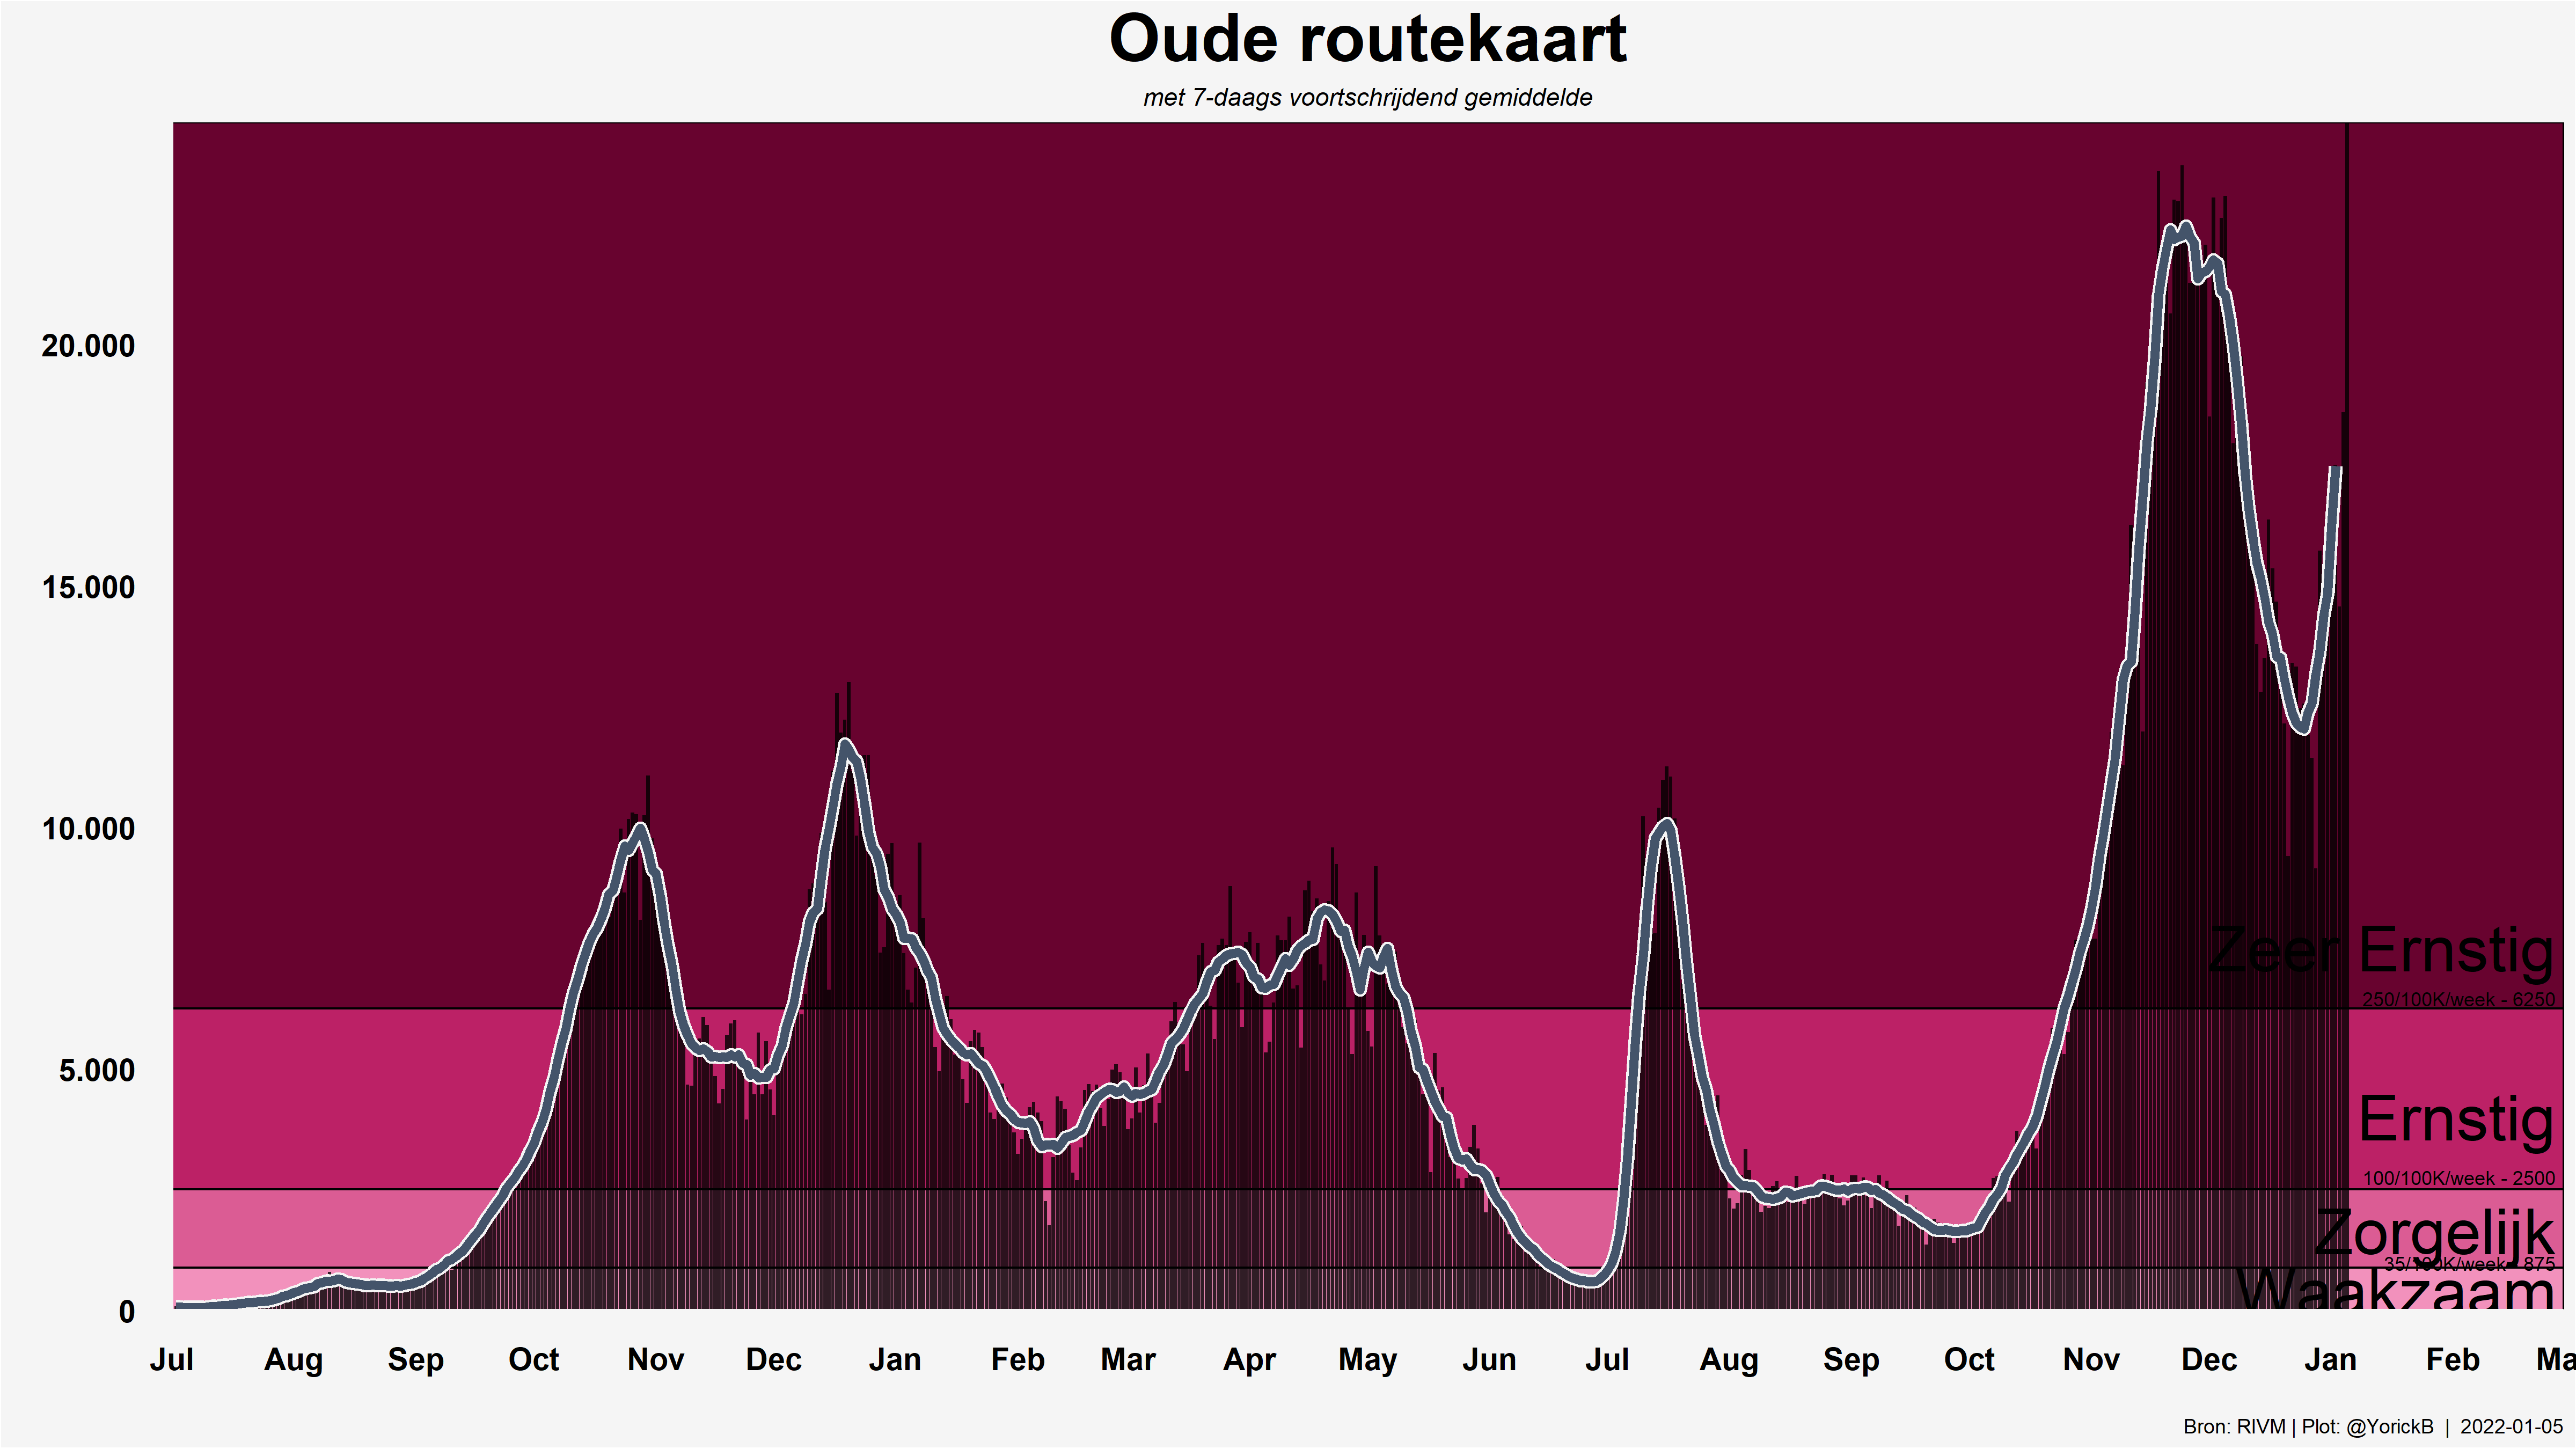 Oude routekaart
met 7-daags voortschrijdend gemiddelde
20.000
15.000
10.000
5.000
0
Zeer Ernstig
250/100K/week - 6250
Ernstig
100/100K/week - 2500
Zorgelijk
35/100K/week - 875
Waakzaam
Jul Aug Sep Oct Nov Dec Jan Feb Mar Apr May Jun Jul Aug Sep Oct Nov Dec Jan Feb Ma
Bron: RIVM | Plot: @YorickB | 2022-01-05